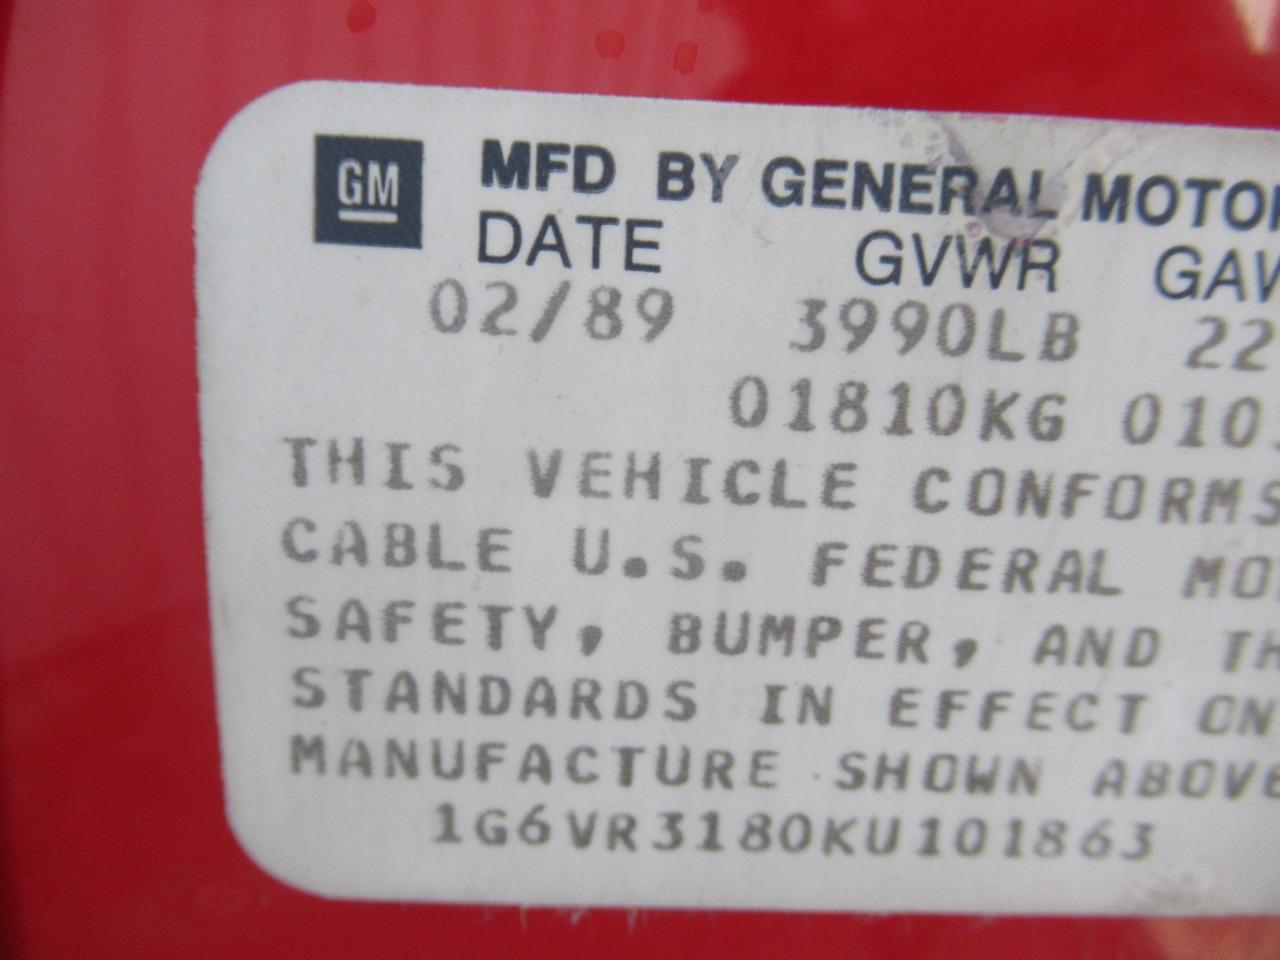 GM MFD BY GENERAL MOTOR
DATE GVWR GAW
02/89 3990LB 22
01810KG 010
THIS VEHICLE CONFORMS
CABLE U.S. FEDERAL MO
SAFETY, BUMPER, AND TH
STANDARDS IN EFFECT ON
MANUFACTURE SHOWN ABOVE
1G6VR3180KU101863